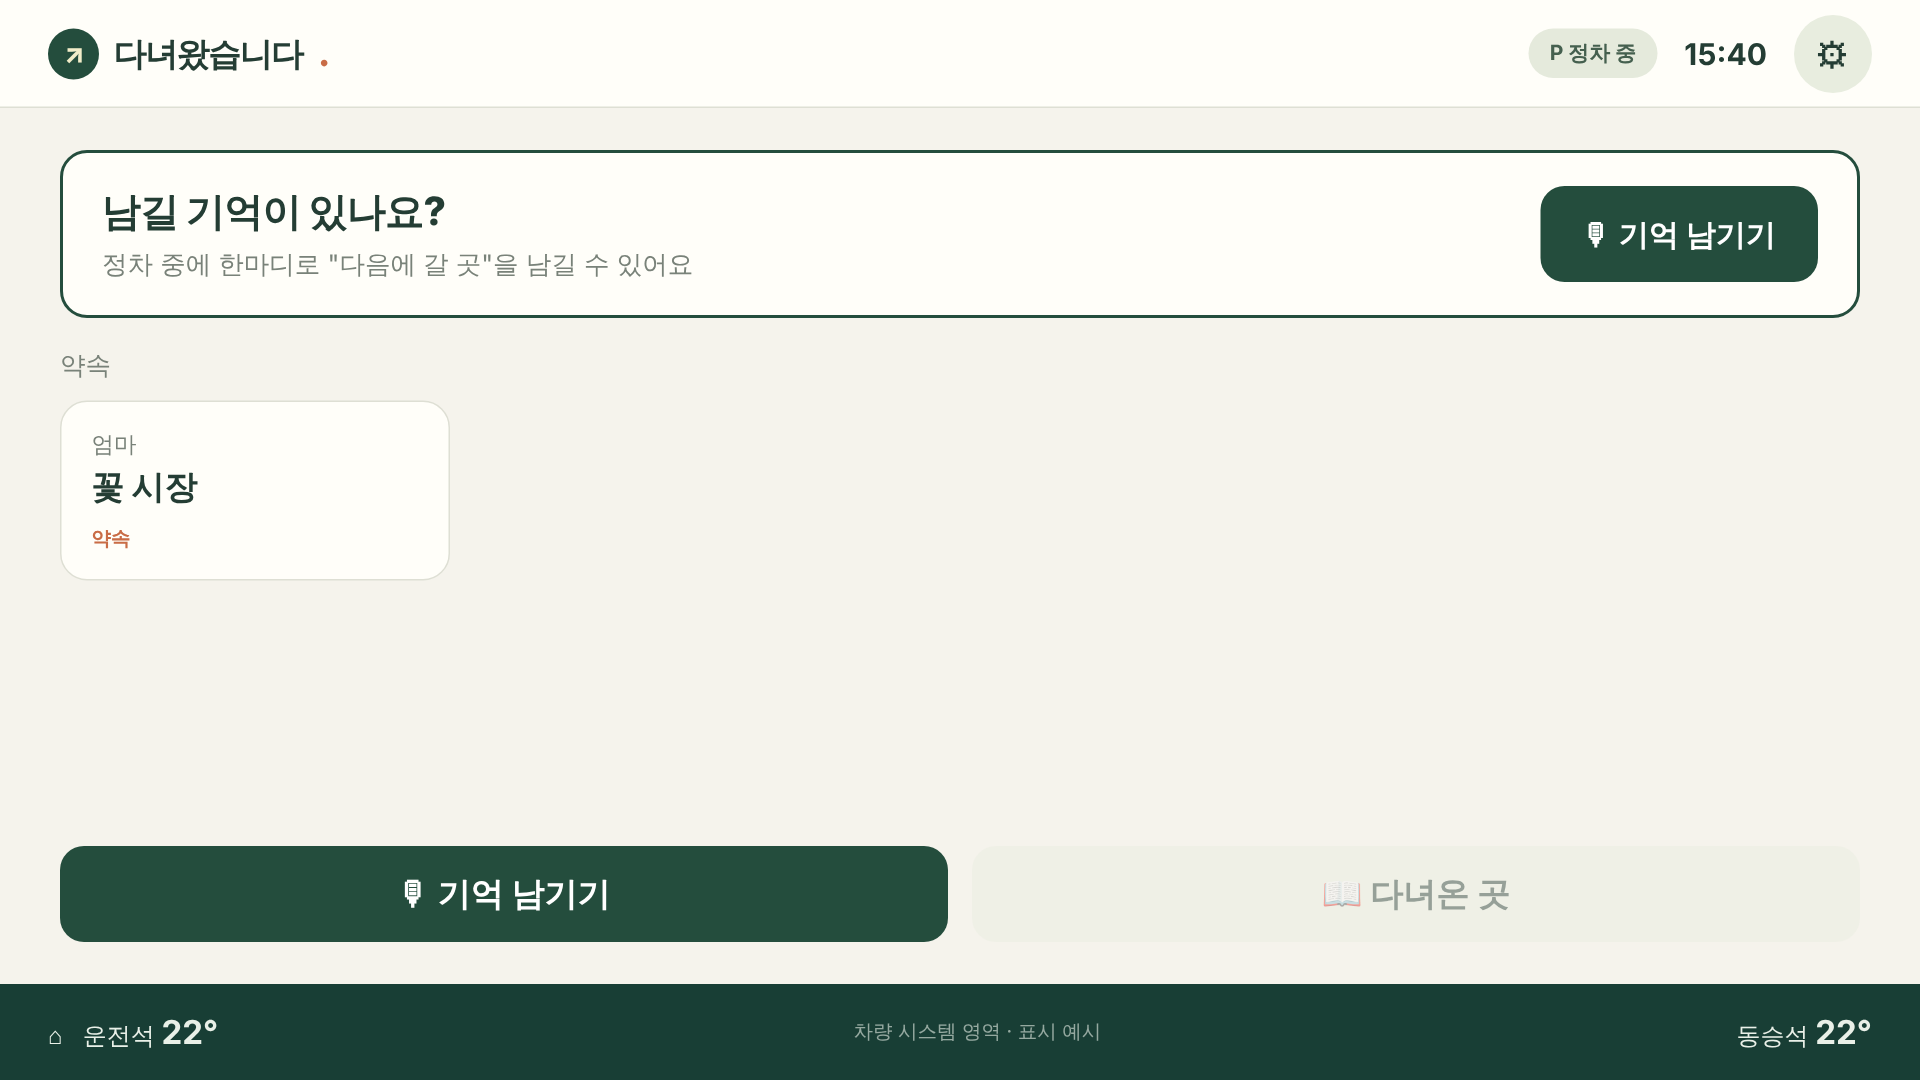 다녀왔습니다 .
P 정차 중
15:40
남길 기억이 있나요?
정차 중에 한마디로 "다음에 갈 곳"을 남길 수 있어요
기억 남기기
약속
엄마
꽃 시장
약속
기억 남기기
다녀온 곳
운전석 22°
차량 시스템 영역 · 표시 예시
동승석 22°